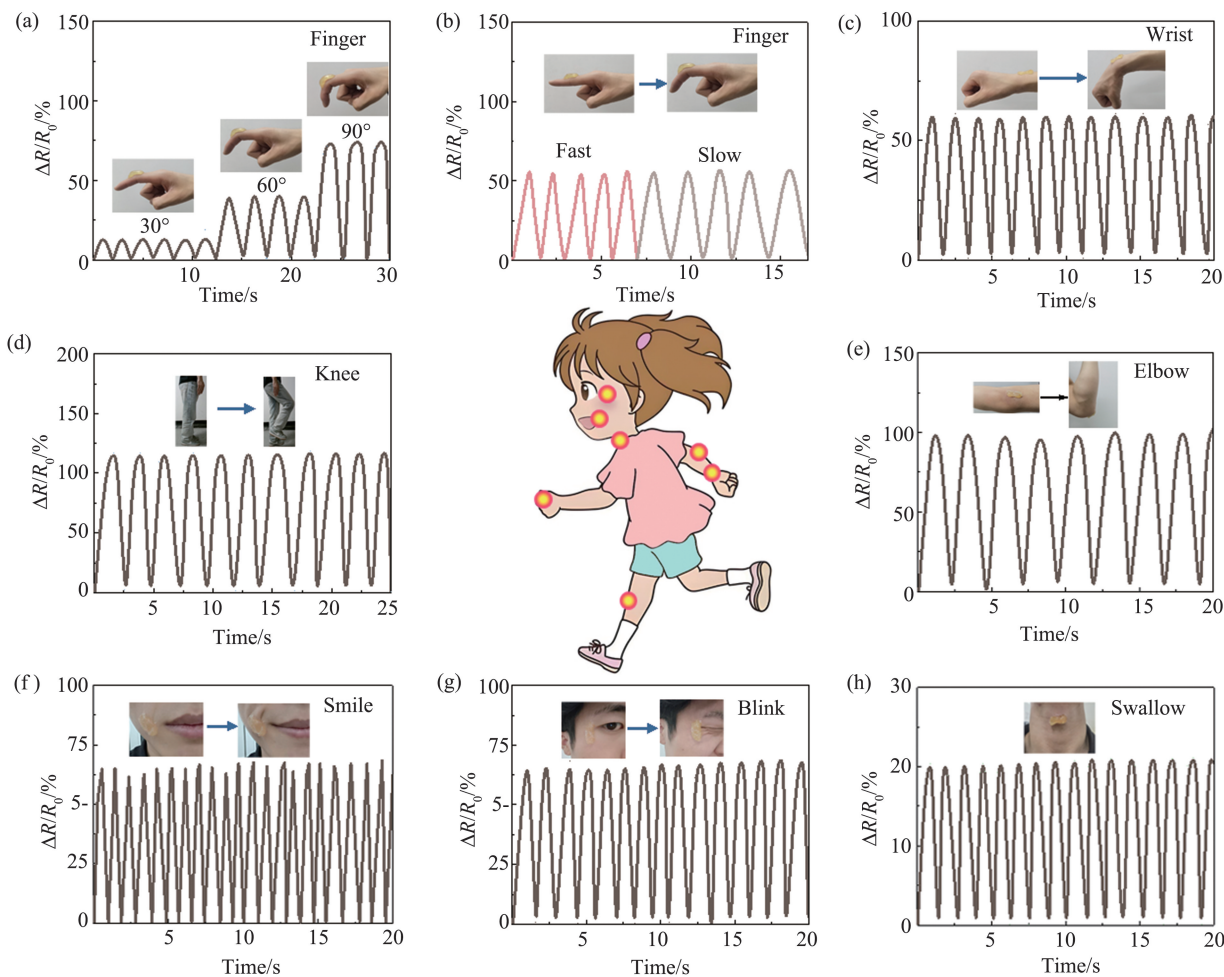 (a)
150
100
50
0
ΔR/R0/%
Finger
30°
60°
90°
10
20
30
Time/s
(b)
150
100
50
0
ΔR/R0/%
Finger
Fast
Slow
5
10
15
Time/s
(c)
100
50
0
ΔR/R0/%
Wrist
5
10
15
20
Time/s
(d)
200
150
100
50
0
ΔR/R0/%
Knee
5
10
15
20
25
Time/s
(e)
150
100
50
0
ΔR/R0/%
Elbow
5
10
15
20
Time/s
(f)
100
75
5
25
0
ΔR/R0/%
Smile
5
10
15
20
Time/s
(g)
100
75
5
25
0
ΔR/R0/%
Blink
5
10
15
20
Time/s
(h)
30
20
10
0
ΔR/R0/%
Swallow
5
10
15
20
Time/s